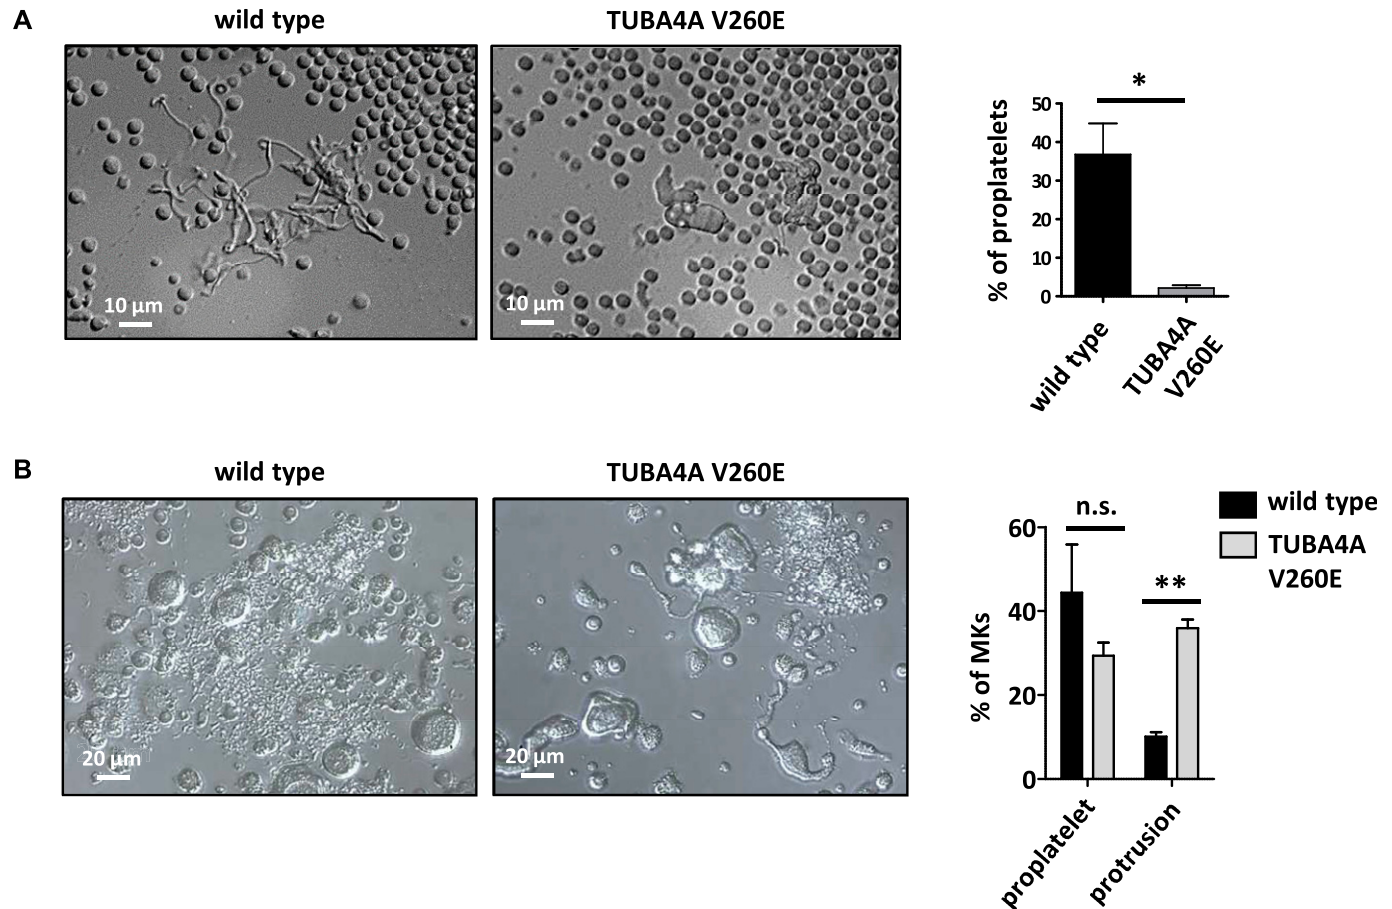 A
wild type
TUBA4A V260E
10 µm
10 µm
% of proplatelets
50
40
30
20
10
0
*
wild type
TUBA4A
V260E
B
wild type
TUBA4A V260E
20 µm
20 µm
% of MKs
60
40
20
0
n.s.
**
proplatelet
protrusion
wild type
TUBA4A
V260E